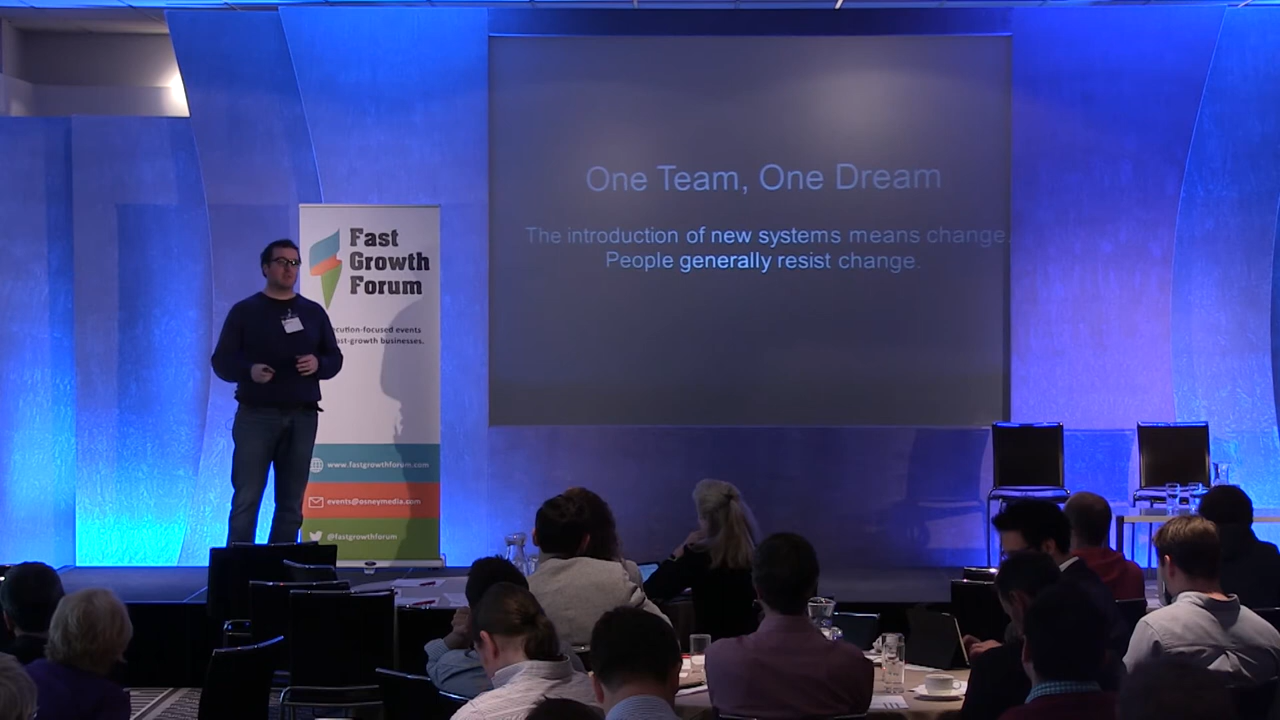 One Team, One Dream
The introduction of new systems means change.
People generally resist change.
Fast
Growth
Forum
cution-focused events
ast-growth businesses.
www.fastgrowthforum.com
events@osneymedia.com
@fastgrowthforum